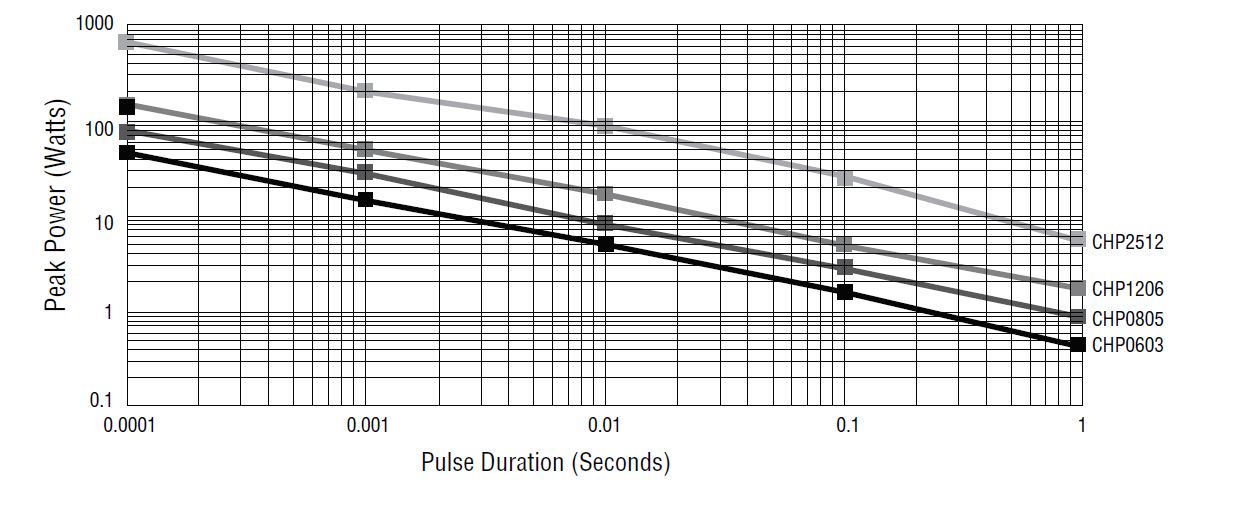 1000
100
10
1
0.1
Peak Power (Watts)
CHP2512
CHP1206
CHP0805
CHP0603
0.0001 0.001 0.01 0.1 1
Pulse Duration (Seconds)